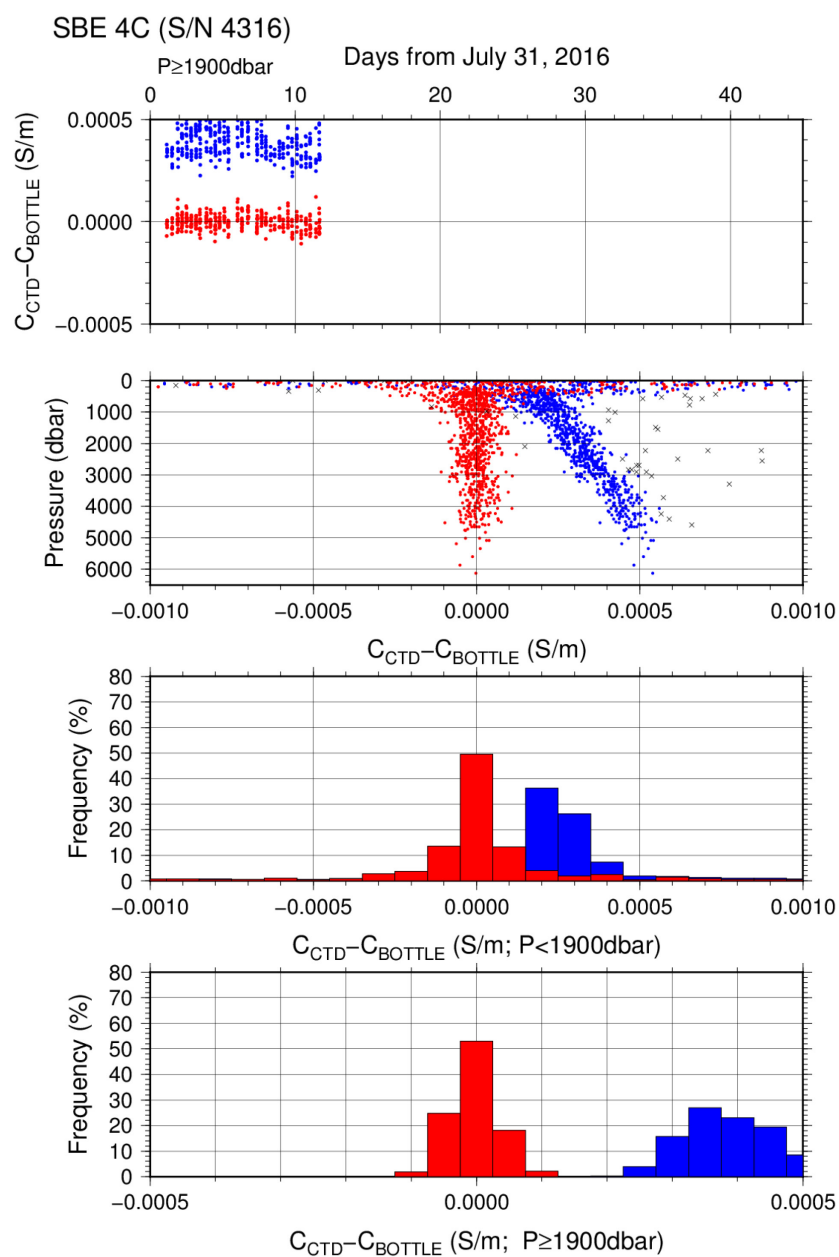 SBE 4C (S/N 4316)
P≥1900dbar
Days from July 31, 2016
0 10 20 30 40
C_CTD−C_BOTTLE (S/m)
0.0005
0.0000
−0.0005
Pressure (dbar)
0
1000
2000
3000
4000
5000
6000
−0.0010 −0.0005 0.0000 0.0005 0.0010
C_CTD−C_BOTTLE (S/m)
Frequency (%)
80
70
60
50
40
30
20
10
0
−0.0010 −0.0005 0.0000 0.0005 0.0010
C_CTD−C_BOTTLE (S/m; P<1900dbar)
Frequency (%)
80
70
60
50
40
30
20
10
0
−0.0005 0.0000 0.0005
C_CTD−C_BOTTLE (S/m; P≥1900dbar)